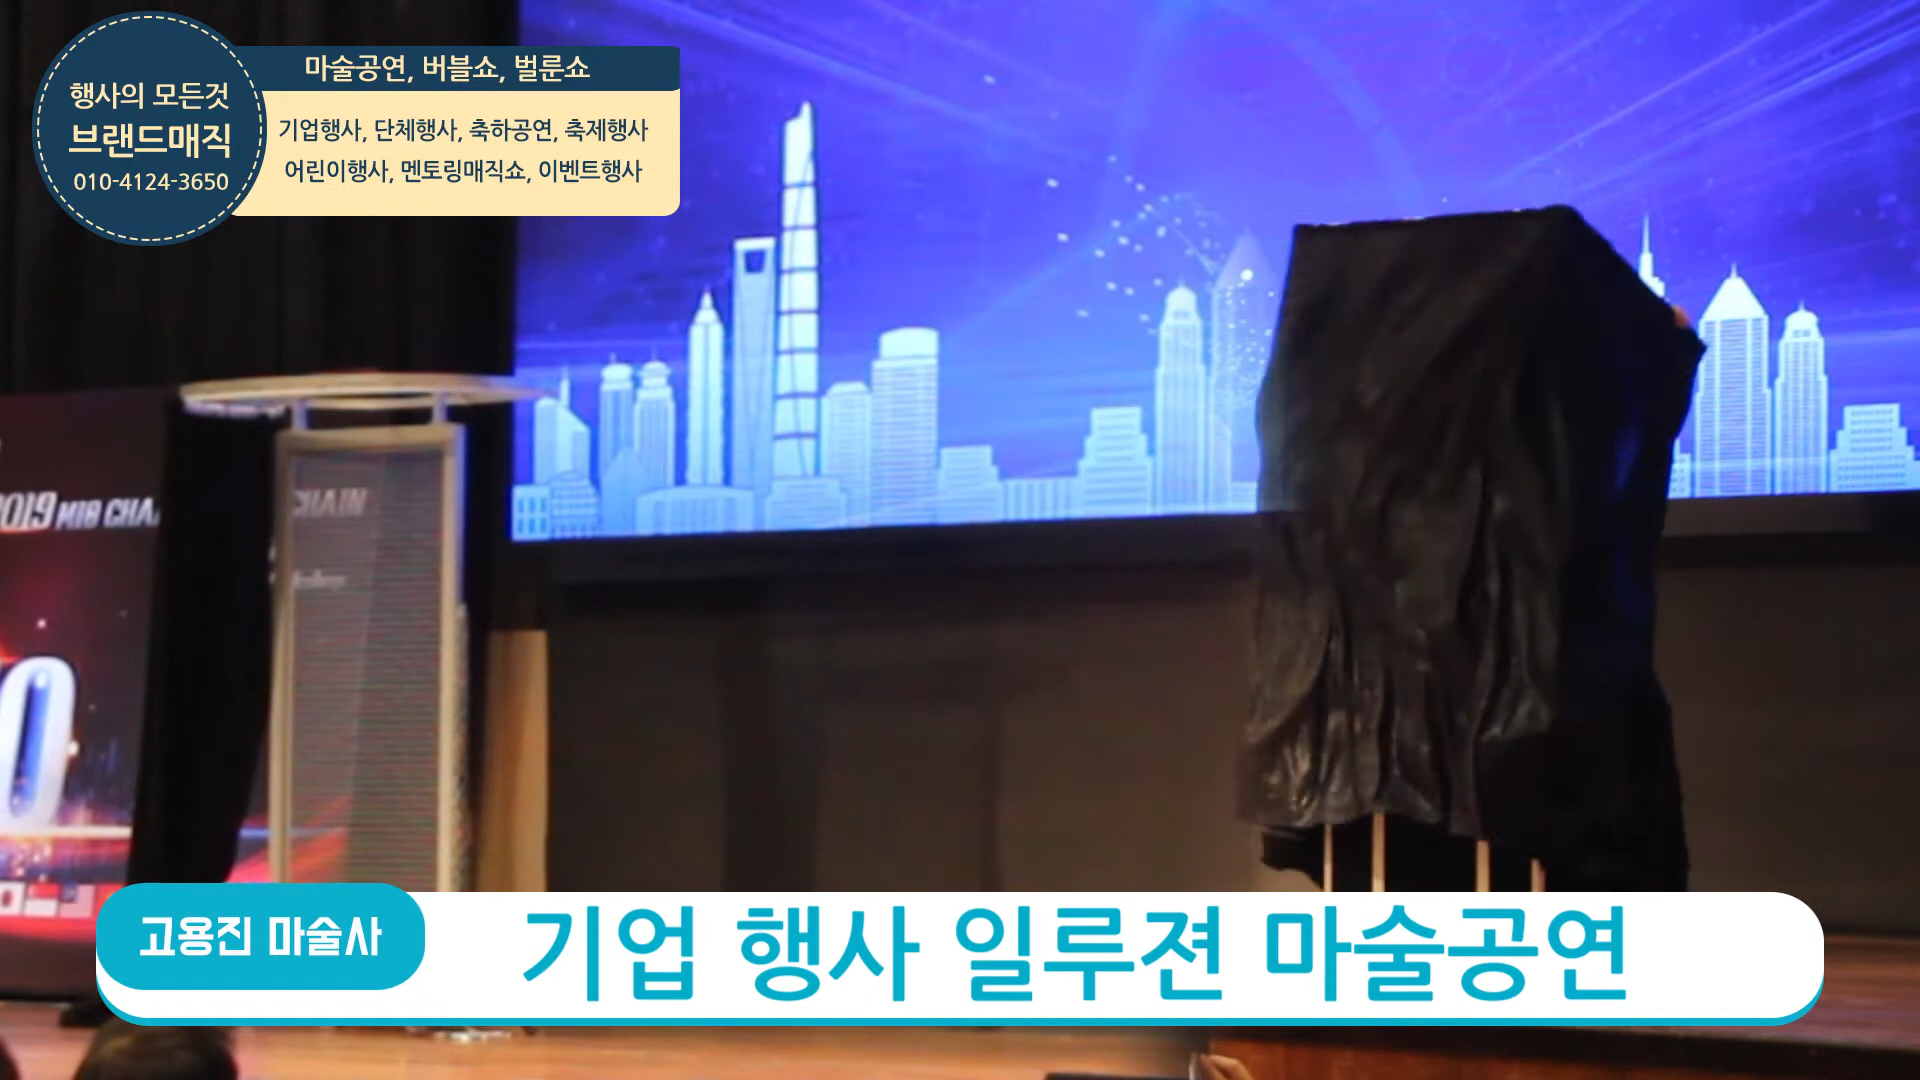 행사의 모든것
브랜드매직
010-4124-3650
마술공연, 버블쇼, 벌룬쇼
기업행사, 단체행사, 축하공연, 축제행사
어린이행사, 멘토링매직쇼, 이벤트행사
2019 MIB CHA
CHAIN
고용진 마술사
기업 행사 일루젼 마술공연